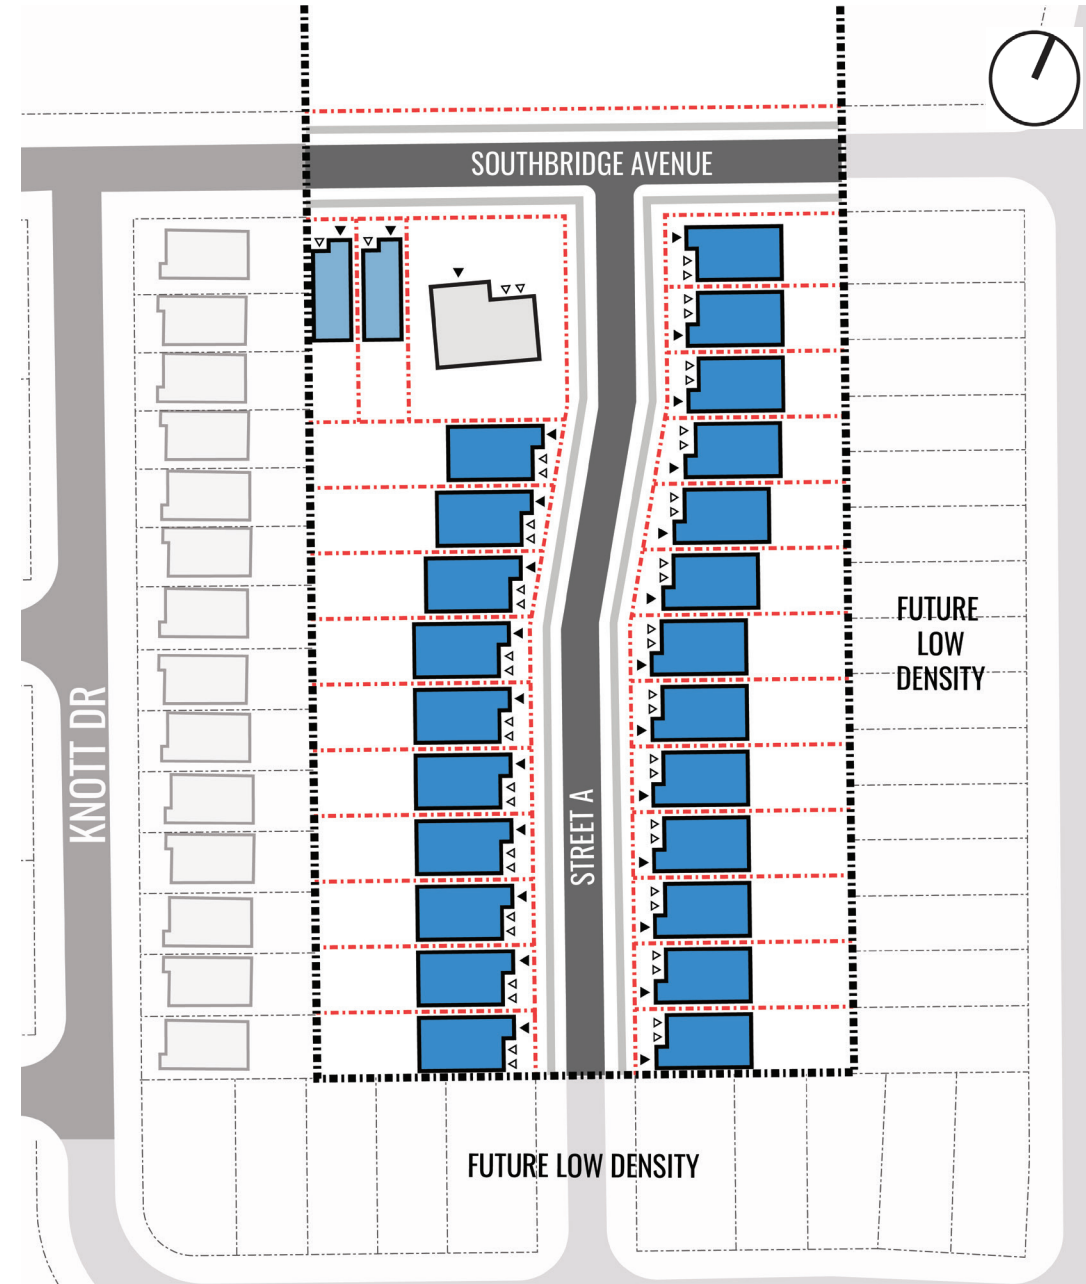 SOUTHBRIDGE AVENUE
FUTURE
LOW
DENSITY
KNOTT DR
STREET A
FUTURE LOW DENSITY